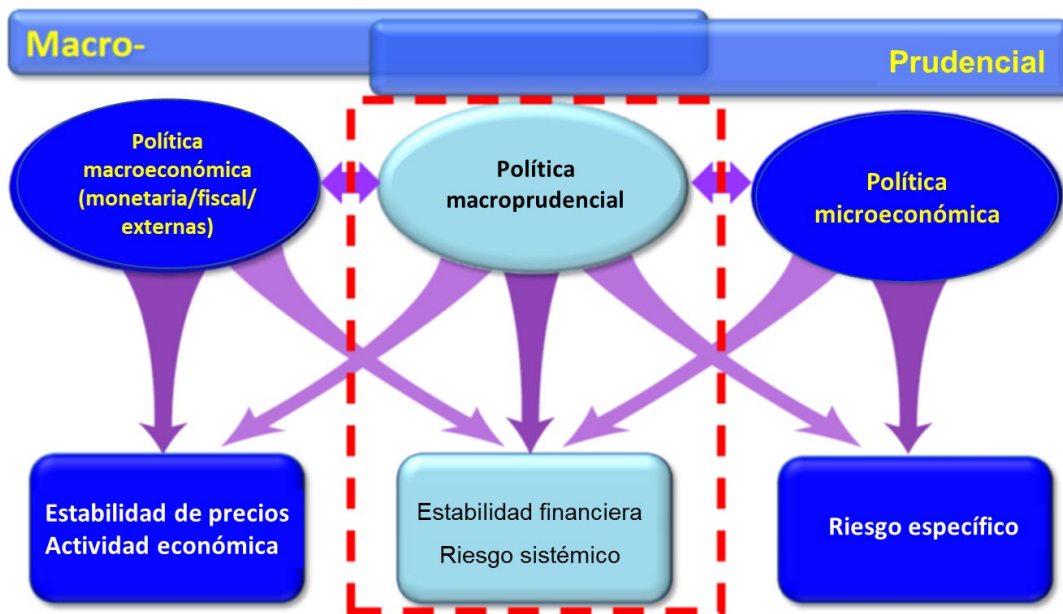 Macro-
Prudencial
Política
macroeconómica
(monetaria/fiscal/
externas)
Política
macroprudencial
Política
microeconómica
Estabilidad de precios
Actividad económica
Estabilidad financiera
Riesgo sistémico
Riesgo específico